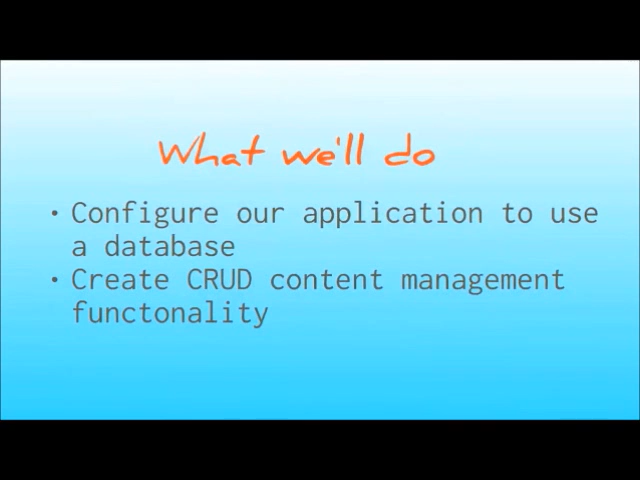 What we'll do
• Configure our application to use
a database
• Create CRUD content management
functonality